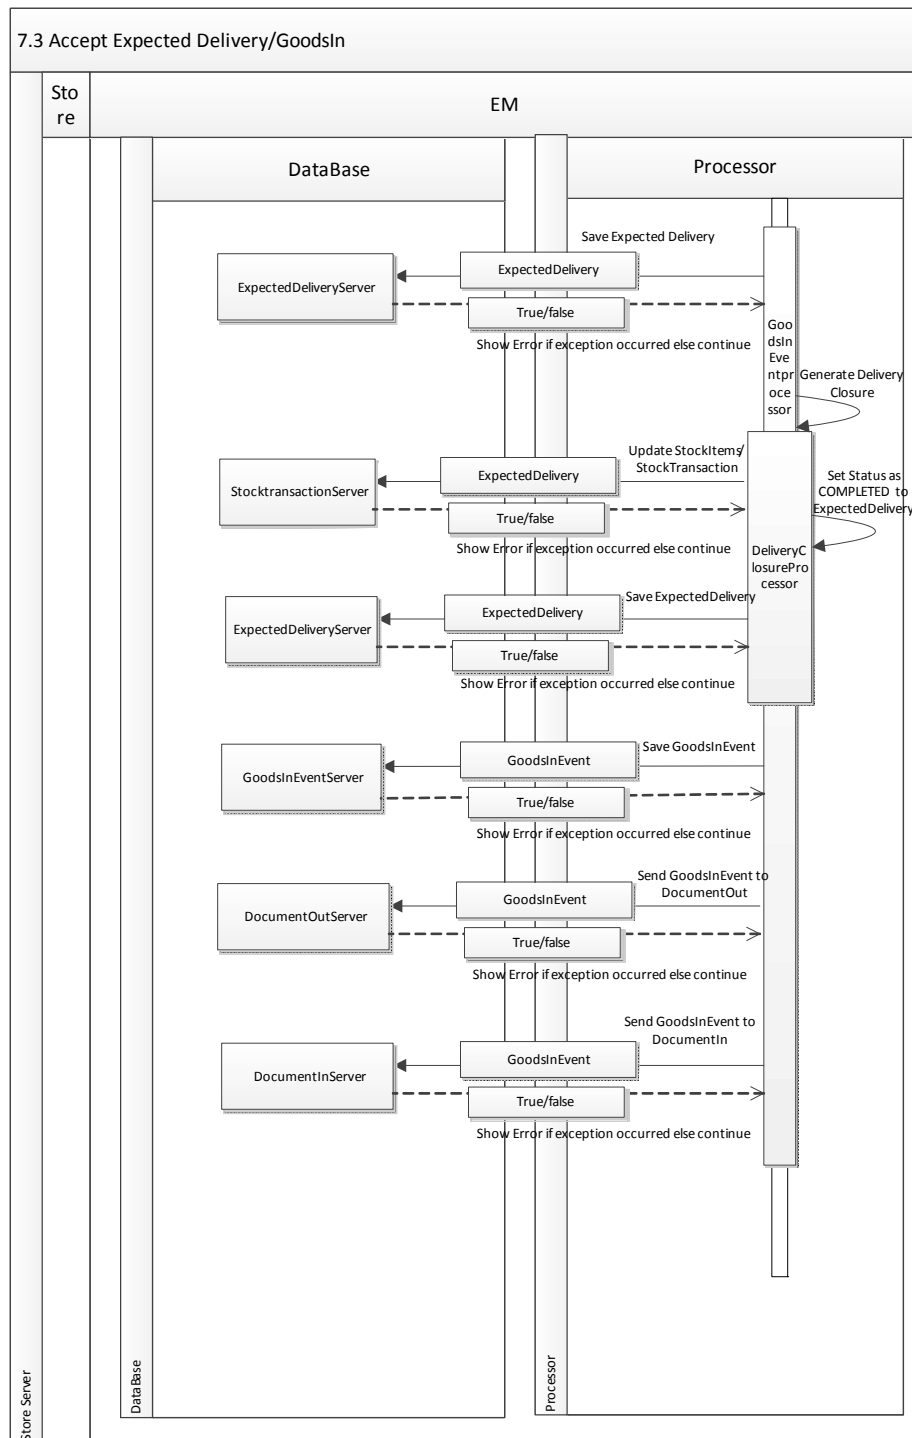 7.3 Accept Expected Delivery/GoodsIn
Sto
re
EM
DataBase
Processor
Save Expected Delivery
ExpectedDelivery
ExpectedDeliveryServer
True/false
Show Error if exception occurred else continue
Goo
dsIn
Eve
ntpr
oce
ssor
Generate Delivery
Closure
Update StockItems/
StockTransaction
ExpectedDelivery
StocktransactionServer
True/false
Show Error if exception occurred else continue
Set Status as
COMPLETED to
ExpectedDelivery
DeliveryC
losurePro
cessor
Save ExpectedDelivery
ExpectedDelivery
ExpectedDeliveryServer
True/false
Show Error if exception occurred else continue
Save GoodsInEvent
GoodsInEvent
GoodsInEventServer
True/false
Show Error if exception occurred else continue
Send GoodsInEvent to
DocumentOut
GoodsInEvent
DocumentOutServer
True/false
Show Error if exception occurred else continue
Send GoodsInEvent to
DocumentIn
GoodsInEvent
DocumentInServer
True/false
Show Error if exception occurred else continue
Store Server
DataBase
Processor